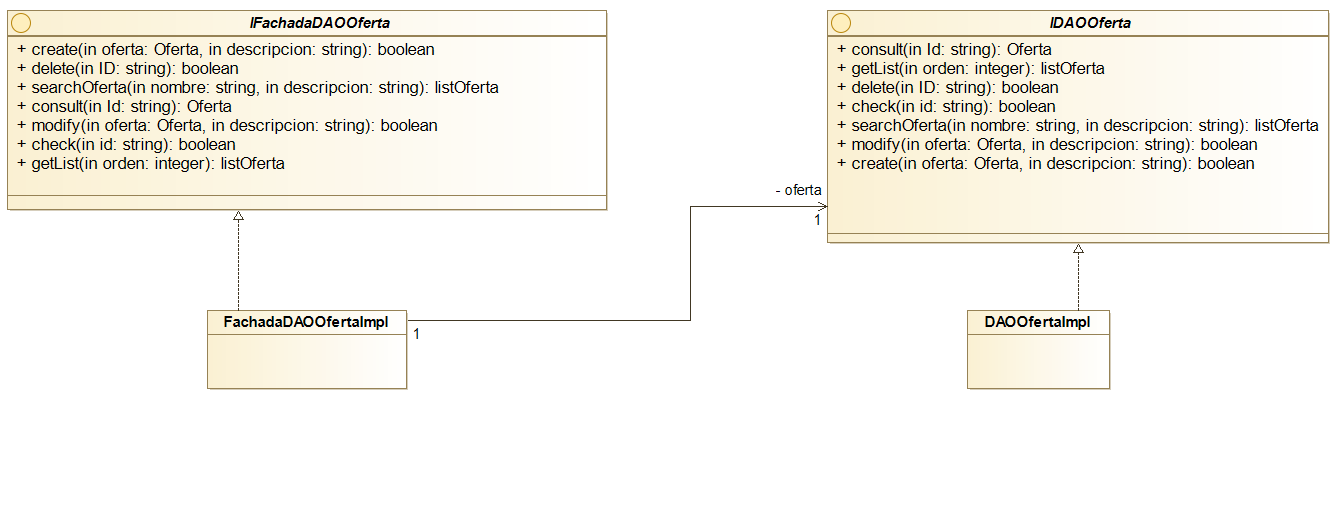 IFachadaDAOOferta
+ create(in oferta: Oferta, in descripcion: string): boolean
+ delete(in ID: string): boolean
+ searchOferta(in nombre: string, in descripcion: string): listOferta
+ consult(in Id: string): Oferta
+ modify(in oferta: Oferta, in descripcion: string): boolean
+ check(in id: string): boolean
+ getList(in orden: integer): listOferta
IDAOOferta
+ consult(in Id: string): Oferta
+ getList(in orden: integer): listOferta
+ delete(in ID: string): boolean
+ check(in id: string): boolean
+ searchOferta(in nombre: string, in descripcion: string): listOferta
+ modify(in oferta: Oferta, in descripcion: string): boolean
+ create(in oferta: Oferta, in descripcion: string): boolean
- oferta
1
FachadaDAOOfertaImpl
1
DAOOfertaImpl